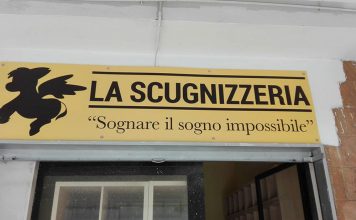 LA SCUGNIZZERIA
“Sognare il sogno impossibile”